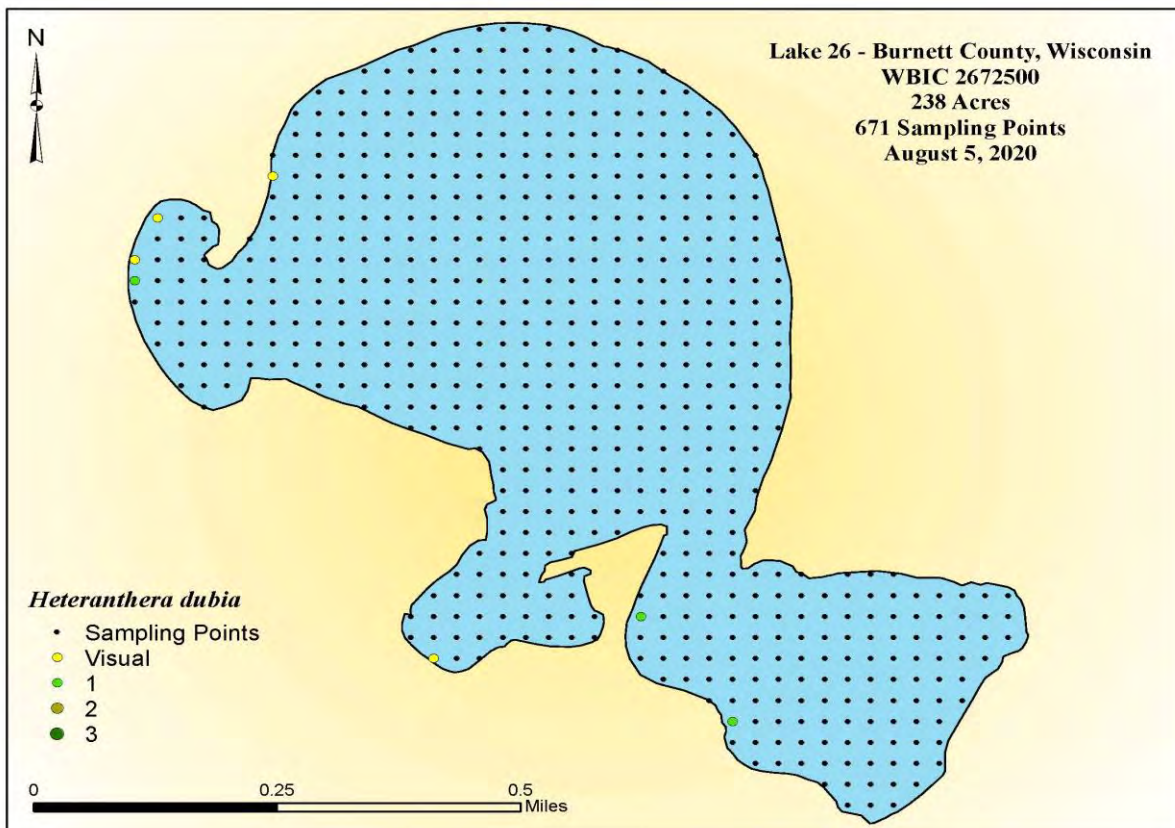 N
Lake 26 - Burnett County, Wisconsin
WBIC 2672500
238 Acres
671 Sampling Points
August 5, 2020
Heteranthera dubia
Sampling Points
Visual
1
2
3
0 0.25 0.5
Miles